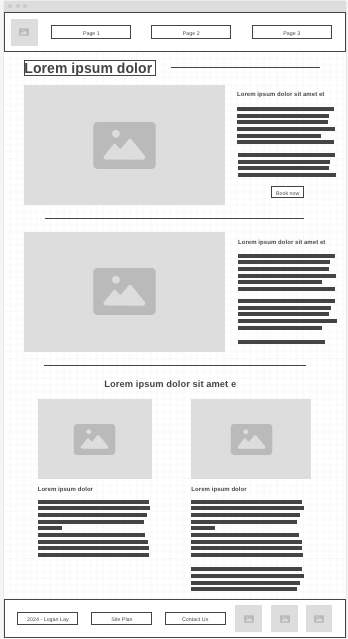 Page 1
Page 2
Page 3
Lorem ipsum dolor
Lorem ipsum dolor sit amet et
Book now
Lorem ipsum dolor sit amet et
Lorem ipsum dolor sit amet e
Lorem ipsum dolor
Lorem ipsum dolor
2024 - Logan Lay
Site Plan
Contact Us